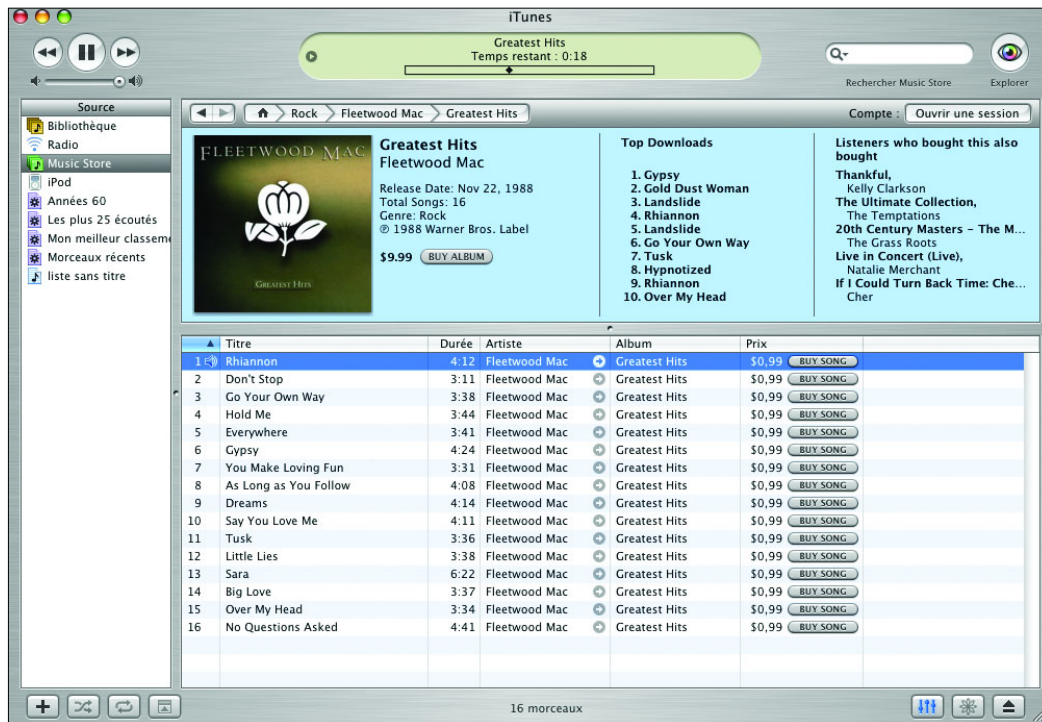 iTunes
Greatest Hits
Temps restant : 0:18
Rechercher Music Store
Explorer
Source
Bibliothèque
Radio
Music Store
iPod
Années 60
Les plus 25 écoutés
Mon meilleur classeme
Morceaux récents
liste sans titre
Rock
Fleetwood Mac
Greatest Hits
Compte :
Ouvrir une session
FLEETWOOD MAC
GREATEST HITS
Greatest Hits
Fleetwood Mac
Release Date: Nov 22, 1988
Total Songs: 16
Genre: Rock
℗ 1988 Warner Bros. Label
$9.99 BUY ALBUM
Top Downloads
1. Gypsy
2. Gold Dust Woman
3. Landslide
4. Rhiannon
5. Landslide
6. Go Your Own Way
7. Tusk
8. Hypnotized
9. Rhiannon
10. Over My Head
Listeners who bought this also
bought
Thankful,
Kelly Clarkson
The Ultimate Collection,
The Temptations
20th Century Masters – The M...
The Grass Roots
Live in Concert (Live),
Natalie Merchant
If I Could Turn Back Time: Che...
Cher
Titre Durée Artiste Album Prix
1 Rhiannon 4:12 Fleetwood Mac Greatest Hits $0,99 BUY SONG
2 Don't Stop 3:11 Fleetwood Mac Greatest Hits $0,99 BUY SONG
3 Go Your Own Way 3:38 Fleetwood Mac Greatest Hits $0,99 BUY SONG
4 Hold Me 3:44 Fleetwood Mac Greatest Hits $0,99 BUY SONG
5 Everywhere 3:41 Fleetwood Mac Greatest Hits $0,99 BUY SONG
6 Gypsy 4:24 Fleetwood Mac Greatest Hits $0,99 BUY SONG
7 You Make Loving Fun 3:31 Fleetwood Mac Greatest Hits $0,99 BUY SONG
8 As Long as You Follow 4:08 Fleetwood Mac Greatest Hits $0,99 BUY SONG
9 Dreams 4:14 Fleetwood Mac Greatest Hits $0,99 BUY SONG
10 Say You Love Me 4:11 Fleetwood Mac Greatest Hits $0,99 BUY SONG
11 Tusk 3:36 Fleetwood Mac Greatest Hits $0,99 BUY SONG
12 Little Lies 3:38 Fleetwood Mac Greatest Hits $0,99 BUY SONG
13 Sara 6:22 Fleetwood Mac Greatest Hits $0,99 BUY SONG
14 Big Love 3:37 Fleetwood Mac Greatest Hits $0,99 BUY SONG
15 Over My Head 3:34 Fleetwood Mac Greatest Hits $0,99 BUY SONG
16 No Questions Asked 4:41 Fleetwood Mac Greatest Hits $0,99 BUY SONG
16 morceaux